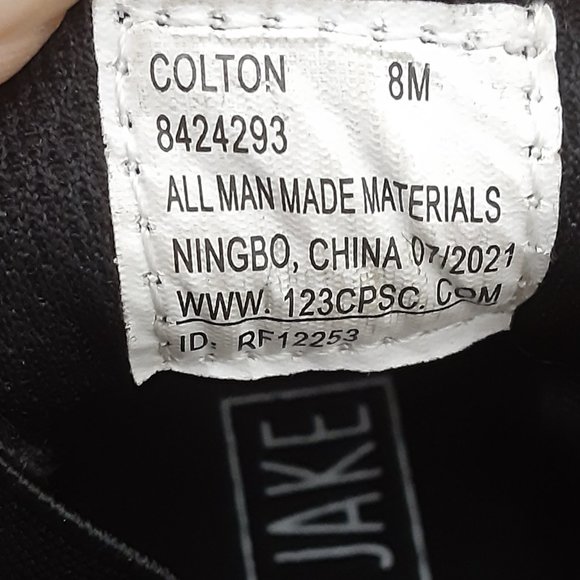 COLTON 8M
8424293
ALL MAN MADE MATERIALS
NINGBO, CHINA 07/2021
WWW. 123CPSC. COM
ID: RF12253
JAKE